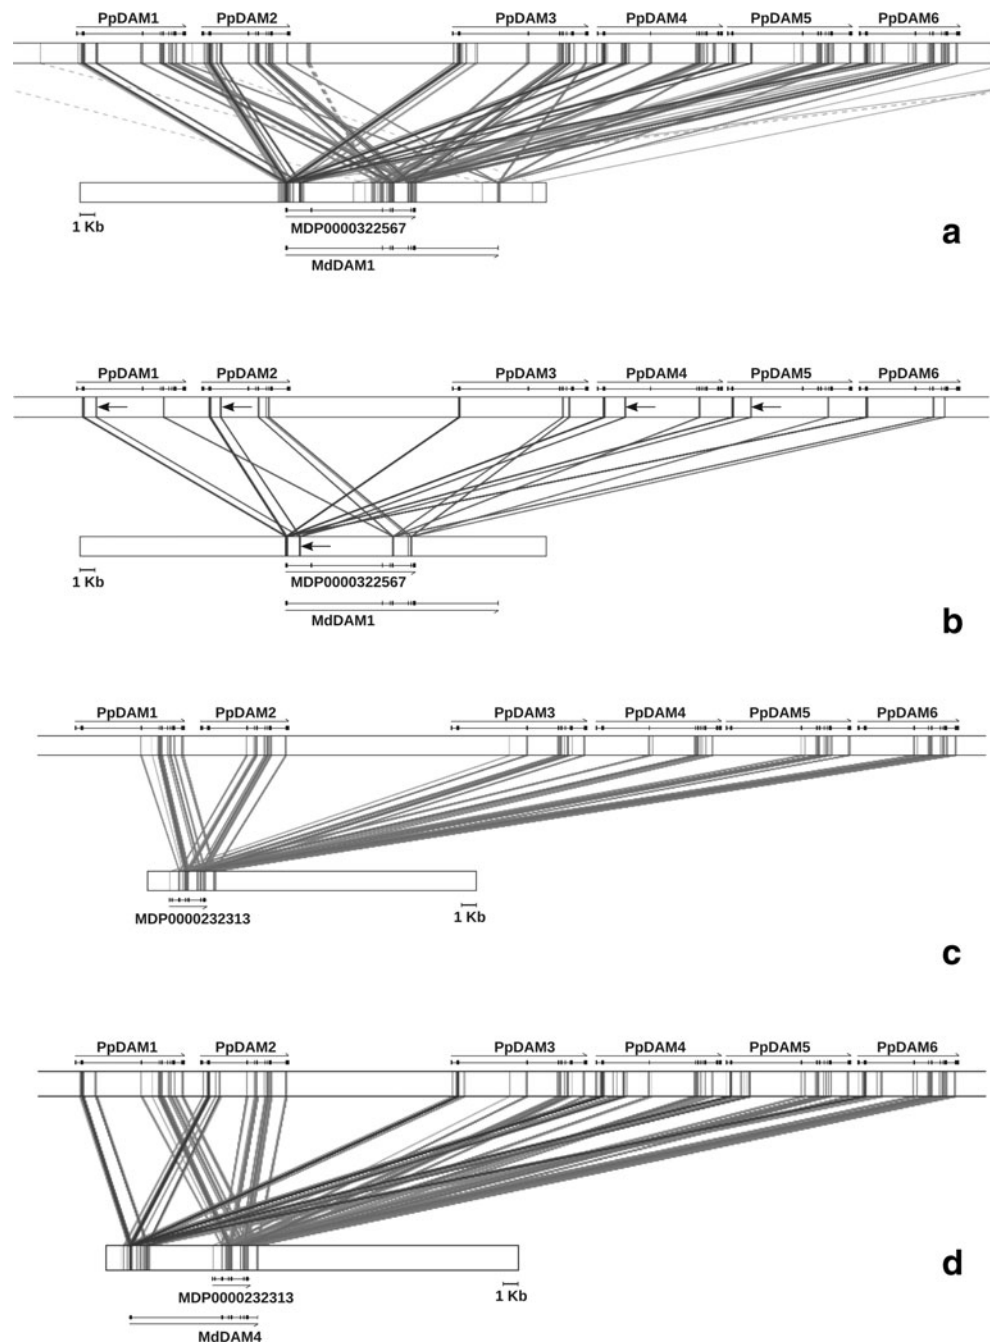 PpDAM1 PpDAM2 PpDAM3 PpDAM4 PpDAM5 PpDAM6
1 Kb
MDP0000322567
MdDAM1
a
PpDAM1 PpDAM2 PpDAM3 PpDAM4 PpDAM5 PpDAM6
1 Kb
MDP0000322567
MdDAM1
b
PpDAM1 PpDAM2 PpDAM3 PpDAM4 PpDAM5 PpDAM6
MDP0000232313
1 Kb
c
PpDAM1 PpDAM2 PpDAM3 PpDAM4 PpDAM5 PpDAM6
d
MDP0000232313
1 Kb
MdDAM4